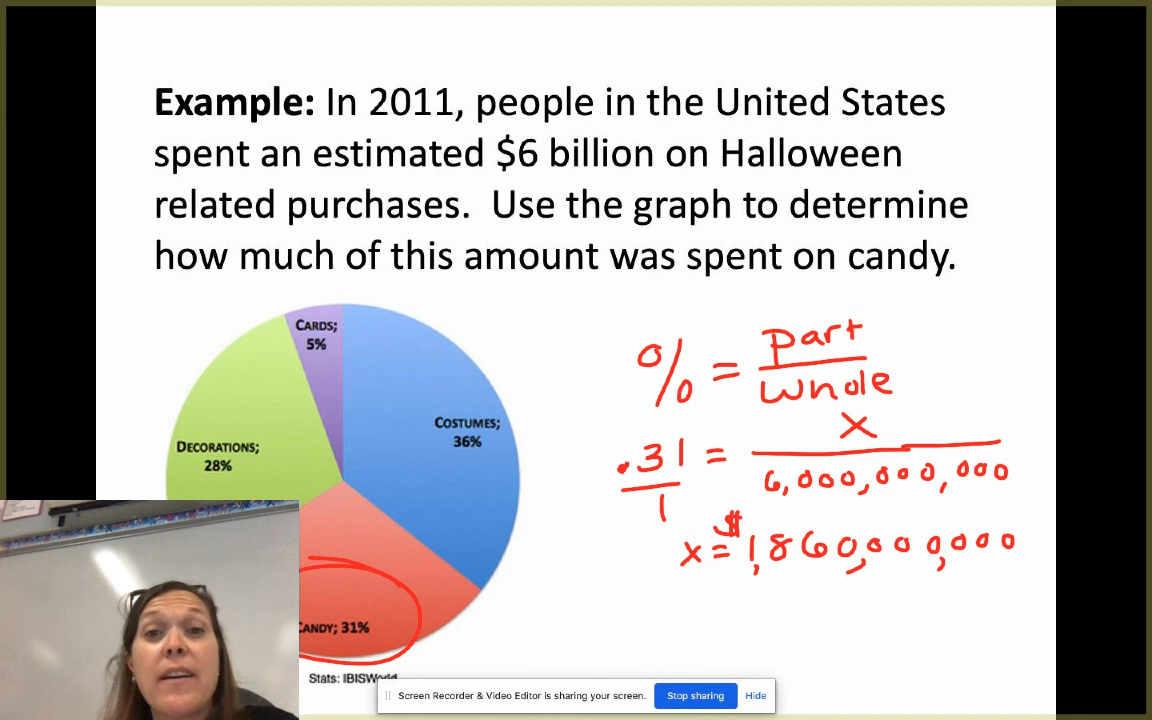 Example: In 2011, people in the United States
spent an estimated $6 billion on Halloween
related purchases. Use the graph to determine
how much of this amount was spent on candy.
CARDS;
5%
COSTUMES;
36%
DECORATIONS;
28%
CANDY; 31%
% = part
whole
.31 = x
1 6,000,000,000
x = $1,860,000,000
Stats: IBISWorld
Screen Recorder & Video Editor is sharing your screen. Stop sharing Hide